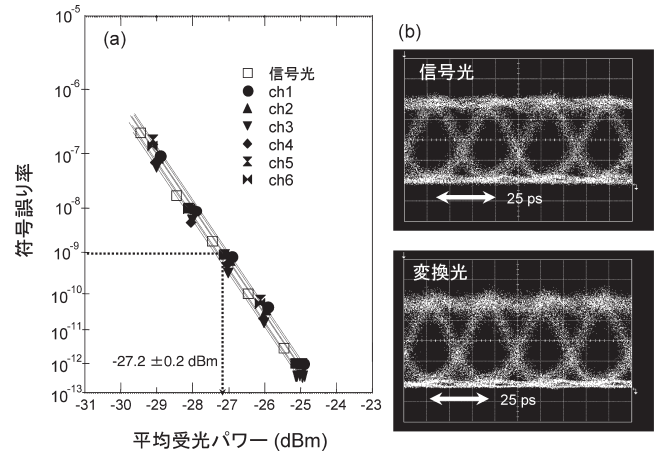 (a)
符号誤り率
10-5
10-6
10-7
10-8
10-9
10-10
10-11
10-12
10-13
信号光
ch1
ch2
ch3
ch4
ch5
ch6
-27.2 ±0.2 dBm
-31 -30 -29 -28 -27 -26 -25 -24 -23
平均受光パワー (dBm)
(b)
信号光
25 ps
変換光
25 ps